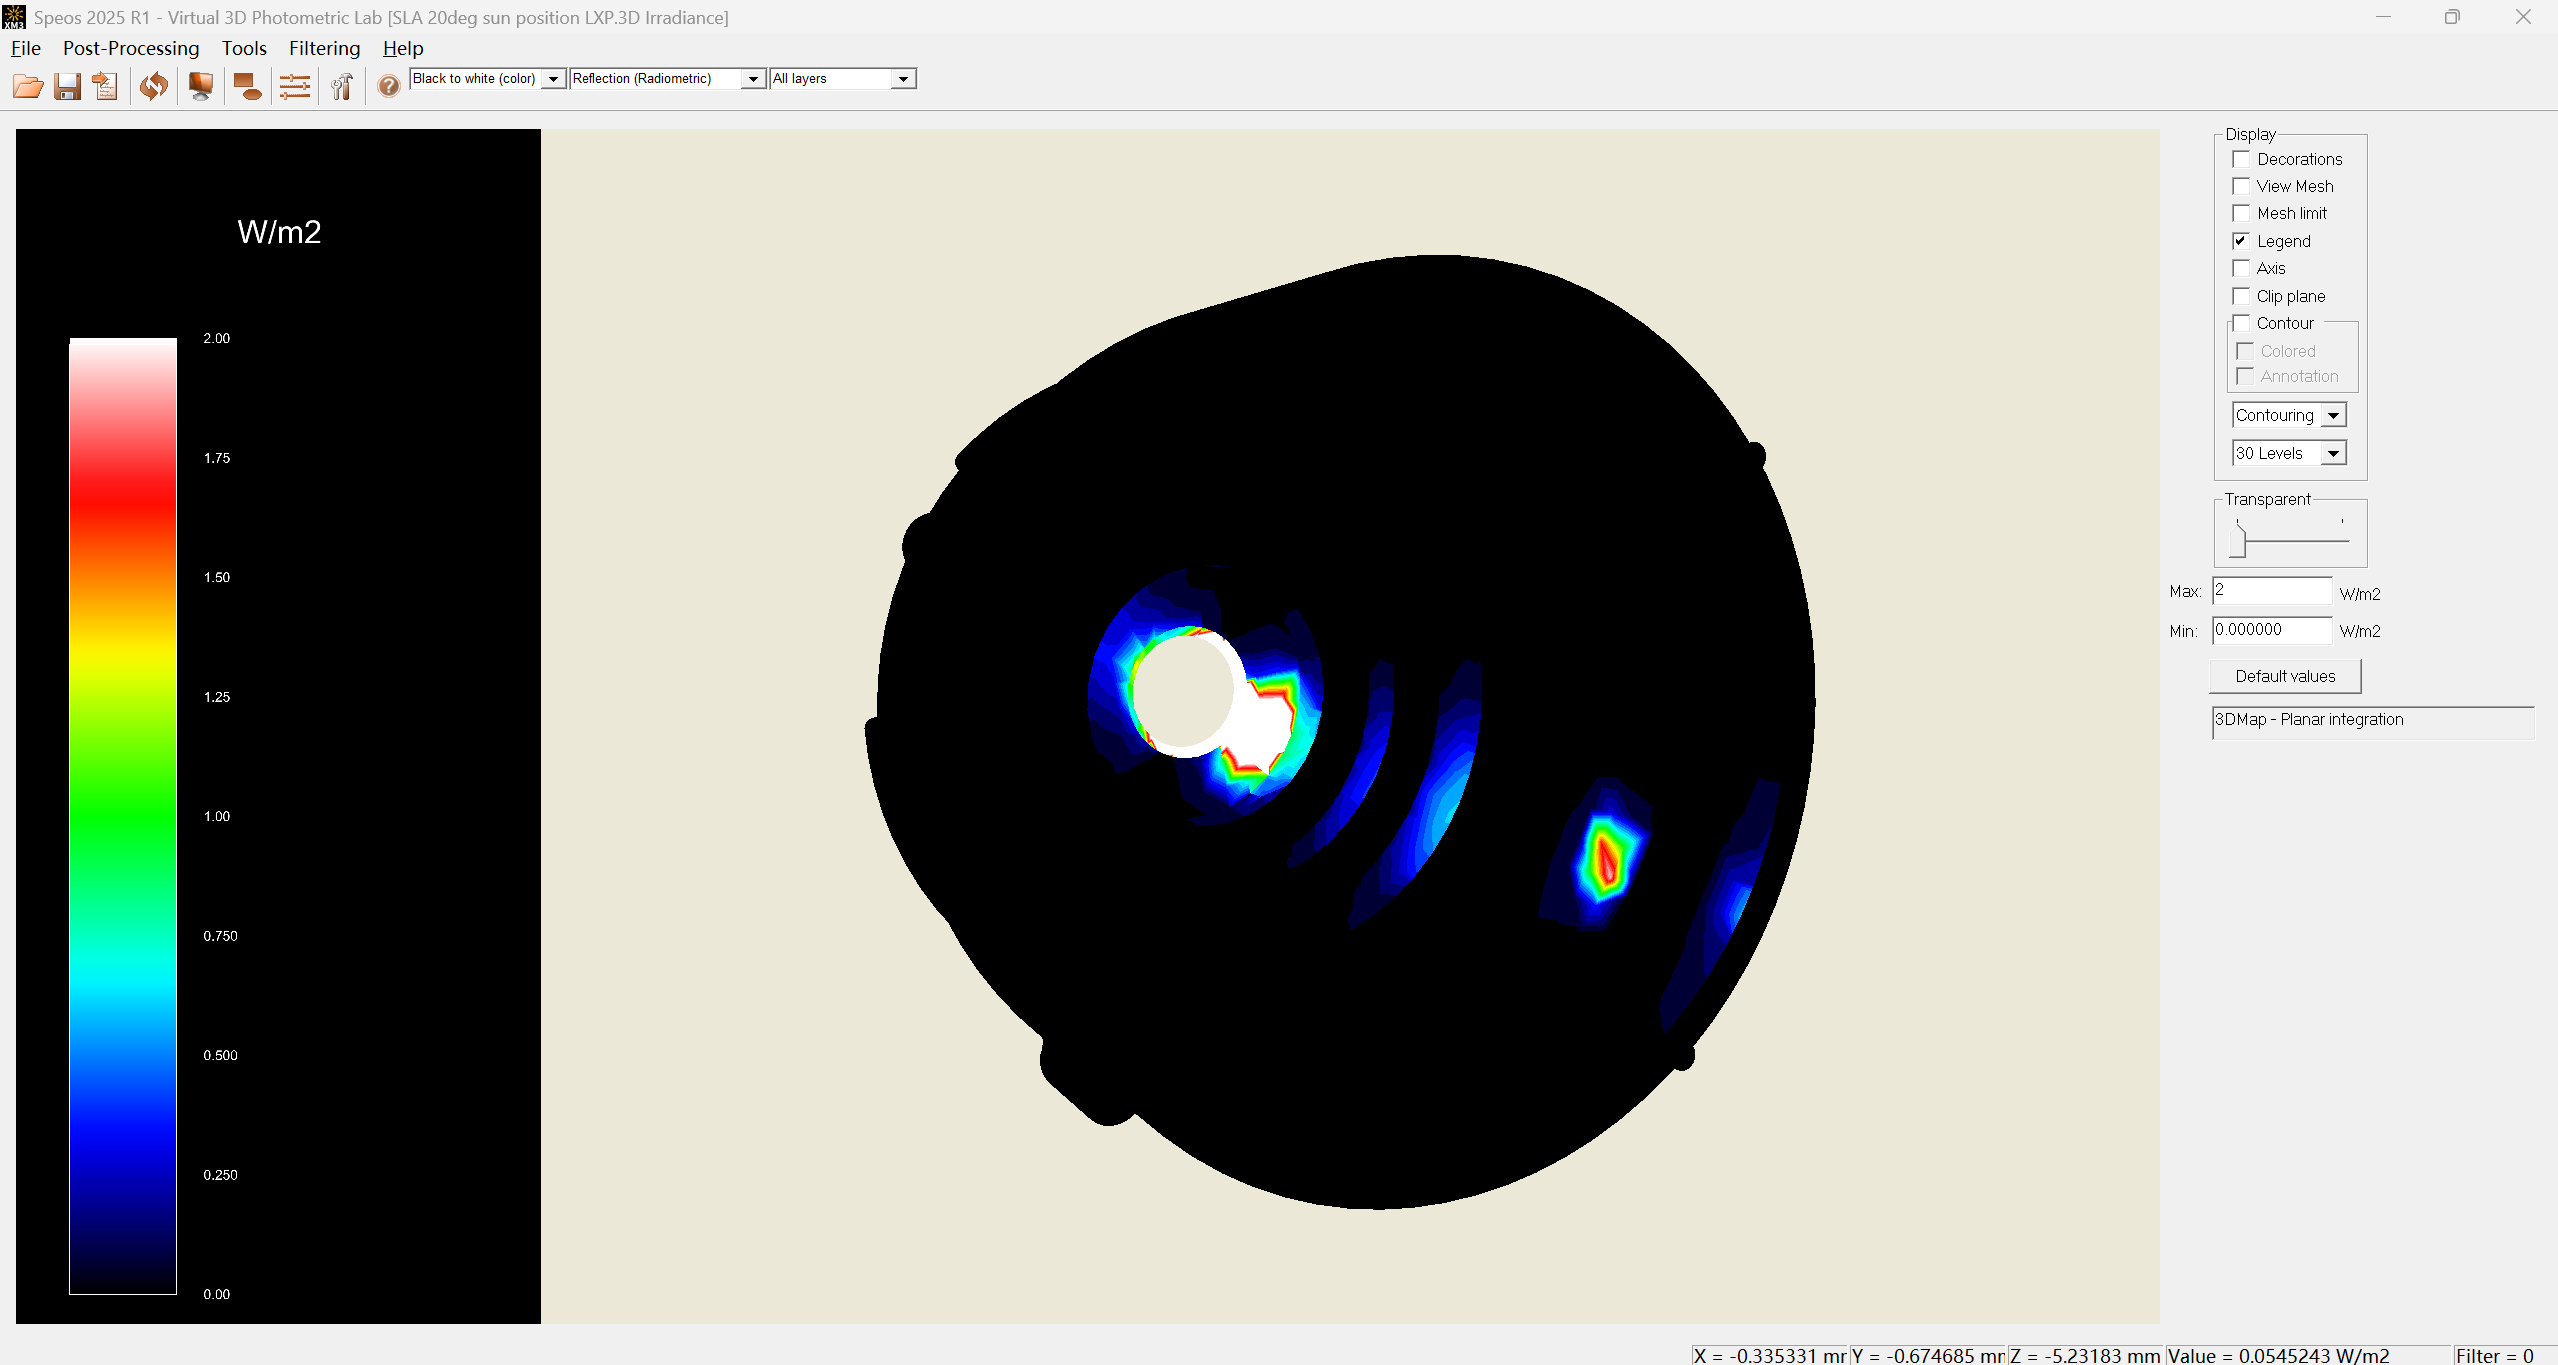 Speos 2025 R1 - Virtual 3D Photometric Lab [SLA 20deg sun position LXP.3D Irradiance]
File Post-Processing Tools Filtering Help
XM3
Black to white (color) Reflection (Radiometric) All layers
W/m2
2.00
1.75
1.50
1.25
1.00
0.750
0.500
0.250
0.00
Display
Decorations
View Mesh
Mesh limit
Legend
Axis
Clip plane
Contour
Colored
Annotation
Contouring
30 Levels
Transparent
Max: 2 W/m2
Min: 0.000000 W/m2
Default values
3DMap - Planar integration
X = -0.335331 mr Y = -0.674685 mr Z = -5.23183 mm Value = 0.0545243 W/m2 Filter = 0